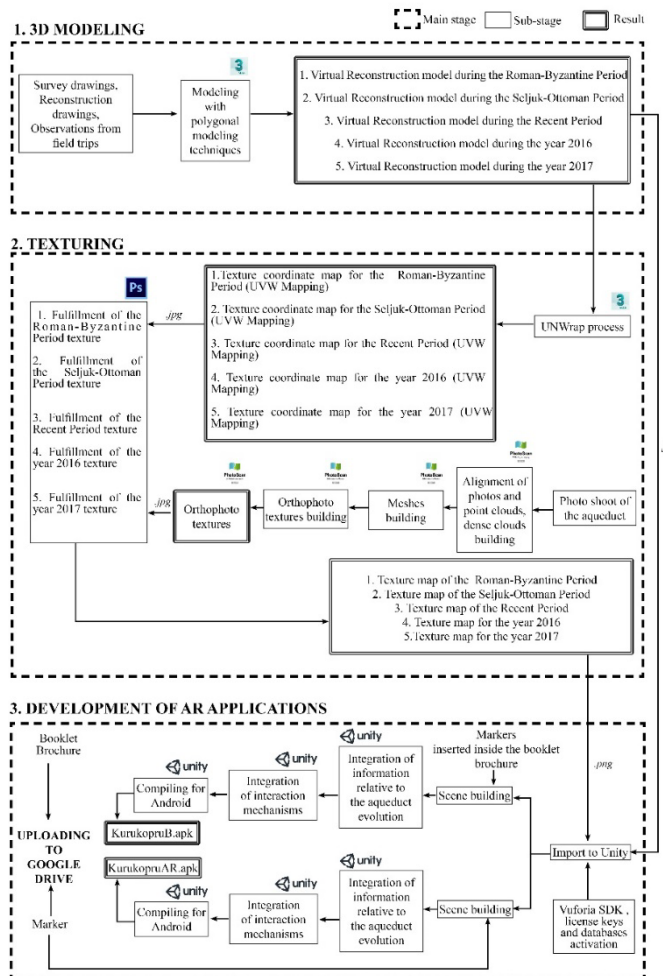 Main stage
Sub-stage
Result
1. 3D MODELING
3
Survey drawings,
Reconstruction
drawings,
Observations from
field trips
Modeling
with
polygonal
modeling
techniques
1. Virtual Reconstruction model during the Roman-Byzantine Period
2. Virtual Reconstruction model during the Seljuk-Ottoman Period
3. Virtual Reconstruction model during the Recent Period
4. Virtual Reconstruction model during the year 2016
5. Virtual Reconstruction model during the year 2017
2. TEXTURING
Ps
1. Fulfillment of the
Roman-Byzantine
Period texture
2. Fulfillment of
the Seljuk-Ottoman
Period texture
3. Fulfillment of the
Recent Period texture
4. Fulfillment of the
year 2016 texture
5. Fulfillment of the
year 2017 texture
.jpg
1.Texture coordinate map for the Roman-Byzantine
Period (UVW Mapping)
2. Texture coordinate map for the Seljuk-Ottoman Period
(UVW Mapping)
3. Texture coordinate map for the Recent Period (UVW
Mapping)
4. Texture coordinate map for the year 2016 (UVW
Mapping)
5. Texture coordinate map for the year 2017 (UVW
Mapping)
3
UNWrap process
.jpg
PhotoScan
Orthophoto
textures
PhotoScan
Orthophoto
textures building
PhotoScan
Meshes
building
PhotoScan
Alignment of
photos and
point clouds,
dense clouds
building
Photo shoot of
the aqueduct
1. Texture map of the Roman-Byzantine Period
2. Texture map of the Seljuk-Ottoman Period
3. Texture map of the Recent Period
4. Texture map for the year 2016
5.Texture map for the year 2017
3. DEVELOPMENT OF AR APPLICATIONS
Booklet
Brochure
UPLOADING
TO
GOOGLE
DRIVE
Marker
unity
Compiling for
Android
KurukopruB.apk
KurukopruAR.apk
unity
Compiling for
Android
unity
Integration
of interaction
mechanisms
unity
Integration
of interaction
mechanisms
unity
Integration of
information
relative to
the aqueduct
evolution
unity
Integration of
information
relative to
the aqueduct
evolution
Markers
inserted inside the booklet
brochure
Scene building
Scene building
.png
Import to Unity
Vuforia SDK ,
license keys
and databases
activation